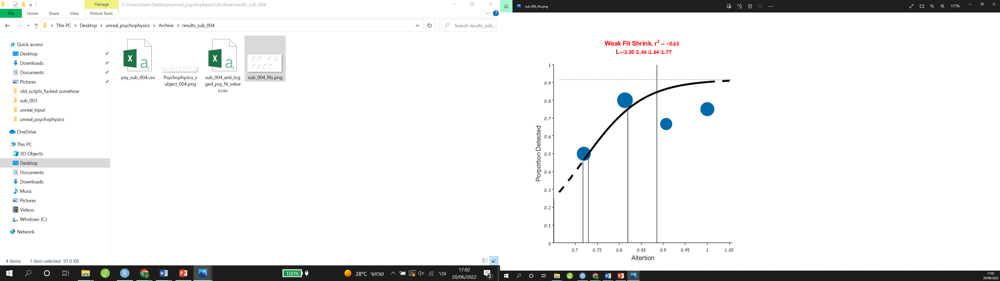 Manage
C:\Users\User\Desktop\unreal_psychophysics\Archive\results_sub_004
File
Home
Share
View
Picture Tools
This PC
Desktop
unreal_psychophysics
Archive
results_sub_004
Search results_sub...
Quick access
Desktop
Downloads
Documents
Pictures
old_scripts_fucked somehow
sub_003
unreal_input
unreal_psychophysics
OneDrive
This PC
3D Objects
Desktop
Documents
Downloads
Music
Pictures
Videos
Windows (C:)
Network
psy_sub_004.csv
Psychophysics_s
ubject_004.png
sub_004_anti_log
ged_psy_fit_value
s.csv
sub_004_fits.png
4 items
1 item selected 97.0 KB
100%
28°C שמשי
עבר
17:02
20/06/2022
2
sub_004_fits.png
177%
Weak Fit Shrink, r² = -0.63
L=|1.30 |1.46 |1.64 |1.77
1
0.9
0.8
0.7
0.6
0.5
0.4
0.3
0.2
0.1
0
Porportion Detected
0.7 0.75 0.8 0.85 0.9 0.95 1 1.05
Altertion
17:02
20/06/2022